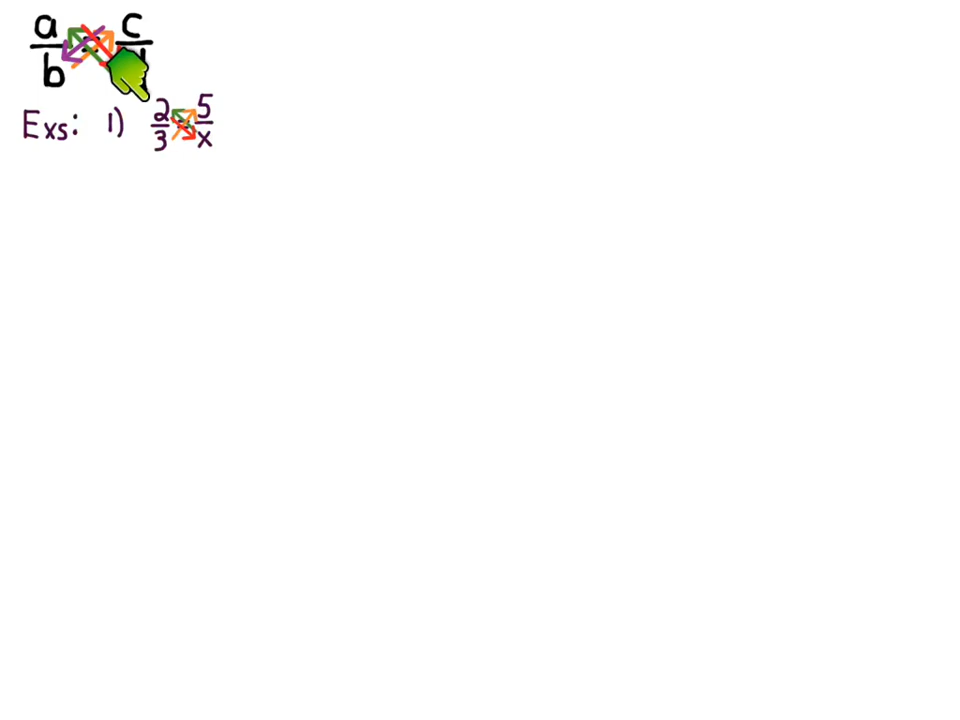 a/b = c/
Exs: 1) 2/3 = 5/x